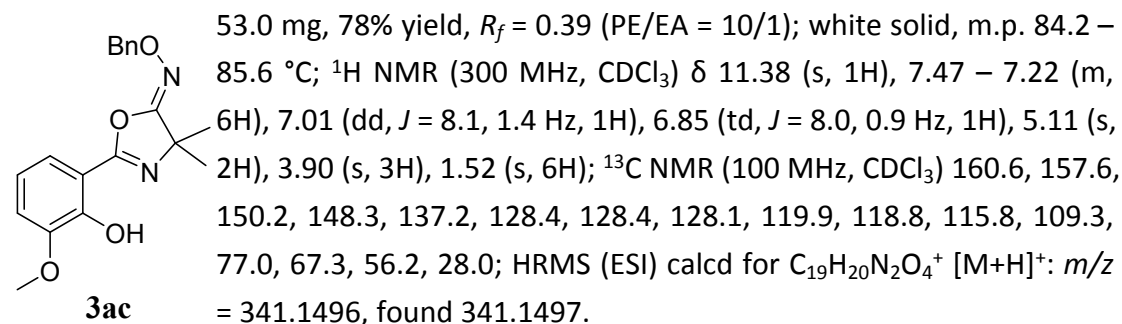 53.0 mg, 78% yield, Rf = 0.39 (PE/EA = 10/1); white solid, m.p. 84.2 –
85.6 °C; ¹H NMR (300 MHz, CDCl₃) δ 11.38 (s, 1H), 7.47 – 7.22 (m,
6H), 7.01 (dd, J = 8.1, 1.4 Hz, 1H), 6.85 (td, J = 8.0, 0.9 Hz, 1H), 5.11 (s,
2H), 3.90 (s, 3H), 1.52 (s, 6H); ¹³C NMR (100 MHz, CDCl₃) 160.6, 157.6,
150.2, 148.3, 137.2, 128.4, 128.4, 128.1, 119.9, 118.8, 115.8, 109.3,
77.0, 67.3, 56.2, 28.0; HRMS (ESI) calcd for C₁₉H₂₀N₂O₄⁺ [M+H]⁺: m/z
= 341.1496, found 341.1497.
BnO
N
O
N
OH
O
3ac